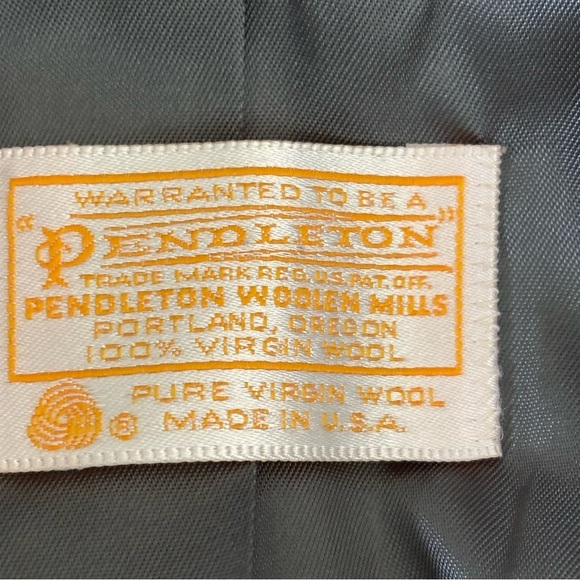 WARRANTED TO BE A
"PENDLETON"
TRADE MARK REG. U.S. PAT. OFF.
PENDLETON WOOLEN MILLS
PORTLAND, OREGON
100% VIRGIN WOOL
® PURE VIRGIN WOOL
MADE IN U.S.A.